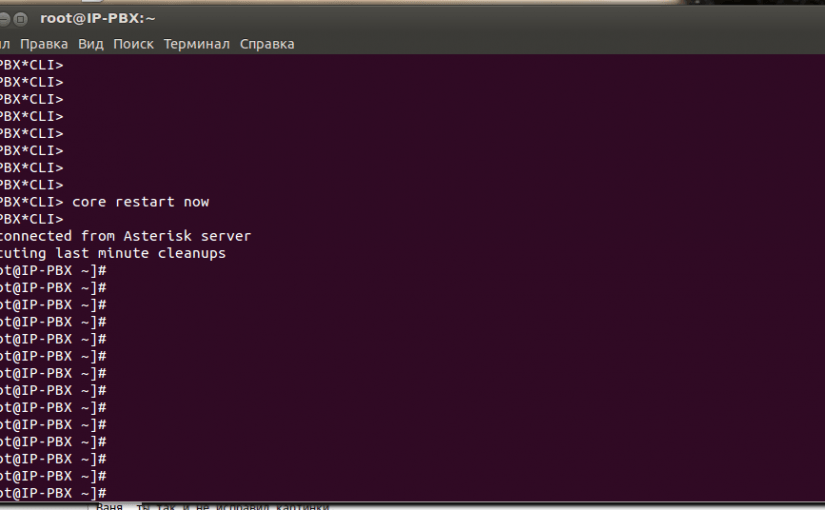 root@IP-PBX:~
Правка Вид Поиск Терминал Справка
PBX*CLI>
PBX*CLI>
PBX*CLI>
PBX*CLI>
PBX*CLI>
PBX*CLI>
PBX*CLI>
PBX*CLI>
PBX*CLI> core restart now
PBX*CLI>
connected from Asterisk server
cuting last minute cleanups
ot@IP-PBX ~]#
ot@IP-PBX ~]#
ot@IP-PBX ~]#
ot@IP-PBX ~]#
ot@IP-PBX ~]#
ot@IP-PBX ~]#
ot@IP-PBX ~]#
ot@IP-PBX ~]#
ot@IP-PBX ~]#
ot@IP-PBX ~]#
ot@IP-PBX ~]#
ot@IP-PBX ~]#
ot@IP-PBX ~]#
ot@IP-PBX ~]#
Ваня, ты так и не исправил картинки